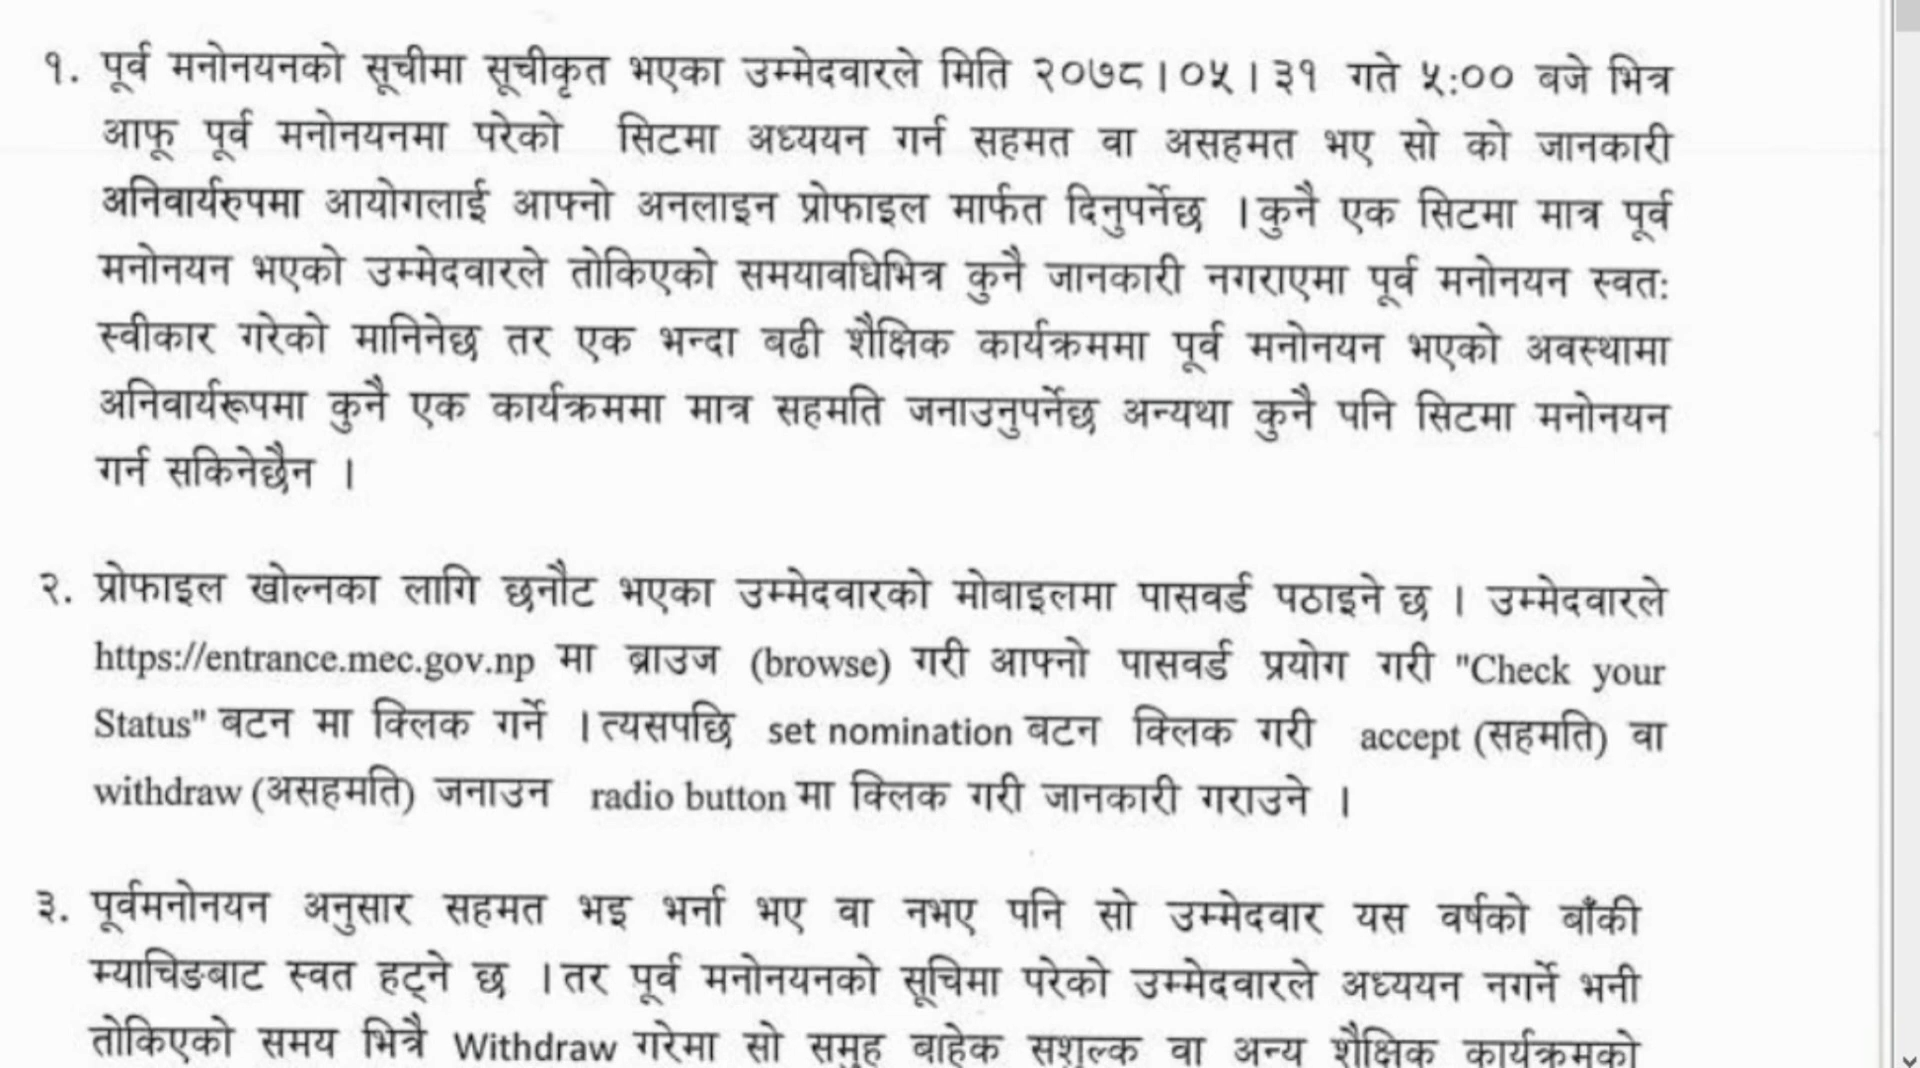 १. पूर्व मनोनयनको सूचीमा सूचीकृत भएका उम्मेदवारले मिति २०७८।०५।३१ गते ५:०० बजे भित्र
आफू पूर्व मनोनयनमा परेको सिटमा अध्ययन गर्न सहमत वा असहमत भए सो को जानकारी
अनिवार्यरुपमा आयोगलाई आफ्नो अनलाइन प्रोफाइल मार्फत दिनुपर्नेछ ।कुनै एक सिटमा मात्र पूर्व
मनोनयन भएको उम्मेदवारले तोकिएको समयावधिभित्र कुनै जानकारी नगराएमा पूर्व मनोनयन स्वत:
स्वीकार गरेको मानिनेछ तर एक भन्दा बढी शैक्षिक कार्यक्रममा पूर्व मनोनयन भएको अवस्थामा
अनिवार्यरूपमा कुनै एक कार्यक्रममा मात्र सहमति जनाउनुपर्नेछ अन्यथा कुनै पनि सिटमा मनोनयन
गर्न सकिनेछैन ।
२. प्रोफाइल खोल्नका लागि छनौट भएका उम्मेदवारको मोबाइलमा पासवर्ड पठाइने छ । उम्मेदवारले
https://entrance.mec.gov.np मा ब्राउज (browse) गरी आफ्नो पासवर्ड प्रयोग गरी "Check your
Status" बटन मा क्लिक गर्ने ।त्यसपछि set nomination बटन क्लिक गरी accept (सहमति) वा
withdraw (असहमति) जनाउन radio button मा क्लिक गरी जानकारी गराउने ।
३. पूर्वमनोनयन अनुसार सहमत भइ भर्ना भए वा नभए पनि सो उम्मेदवार यस वर्षको बाँकी
म्याचिङबाट स्वत हट्ने छ ।तर पूर्व मनोनयनको सूचिमा परेको उम्मेदवारले अध्ययन नगर्ने भनी
तोकिएको समय भित्रै Withdraw गरेमा सो समुह बाहेक सशुल्क वा अन्य शैक्षिक कार्यक्रमको